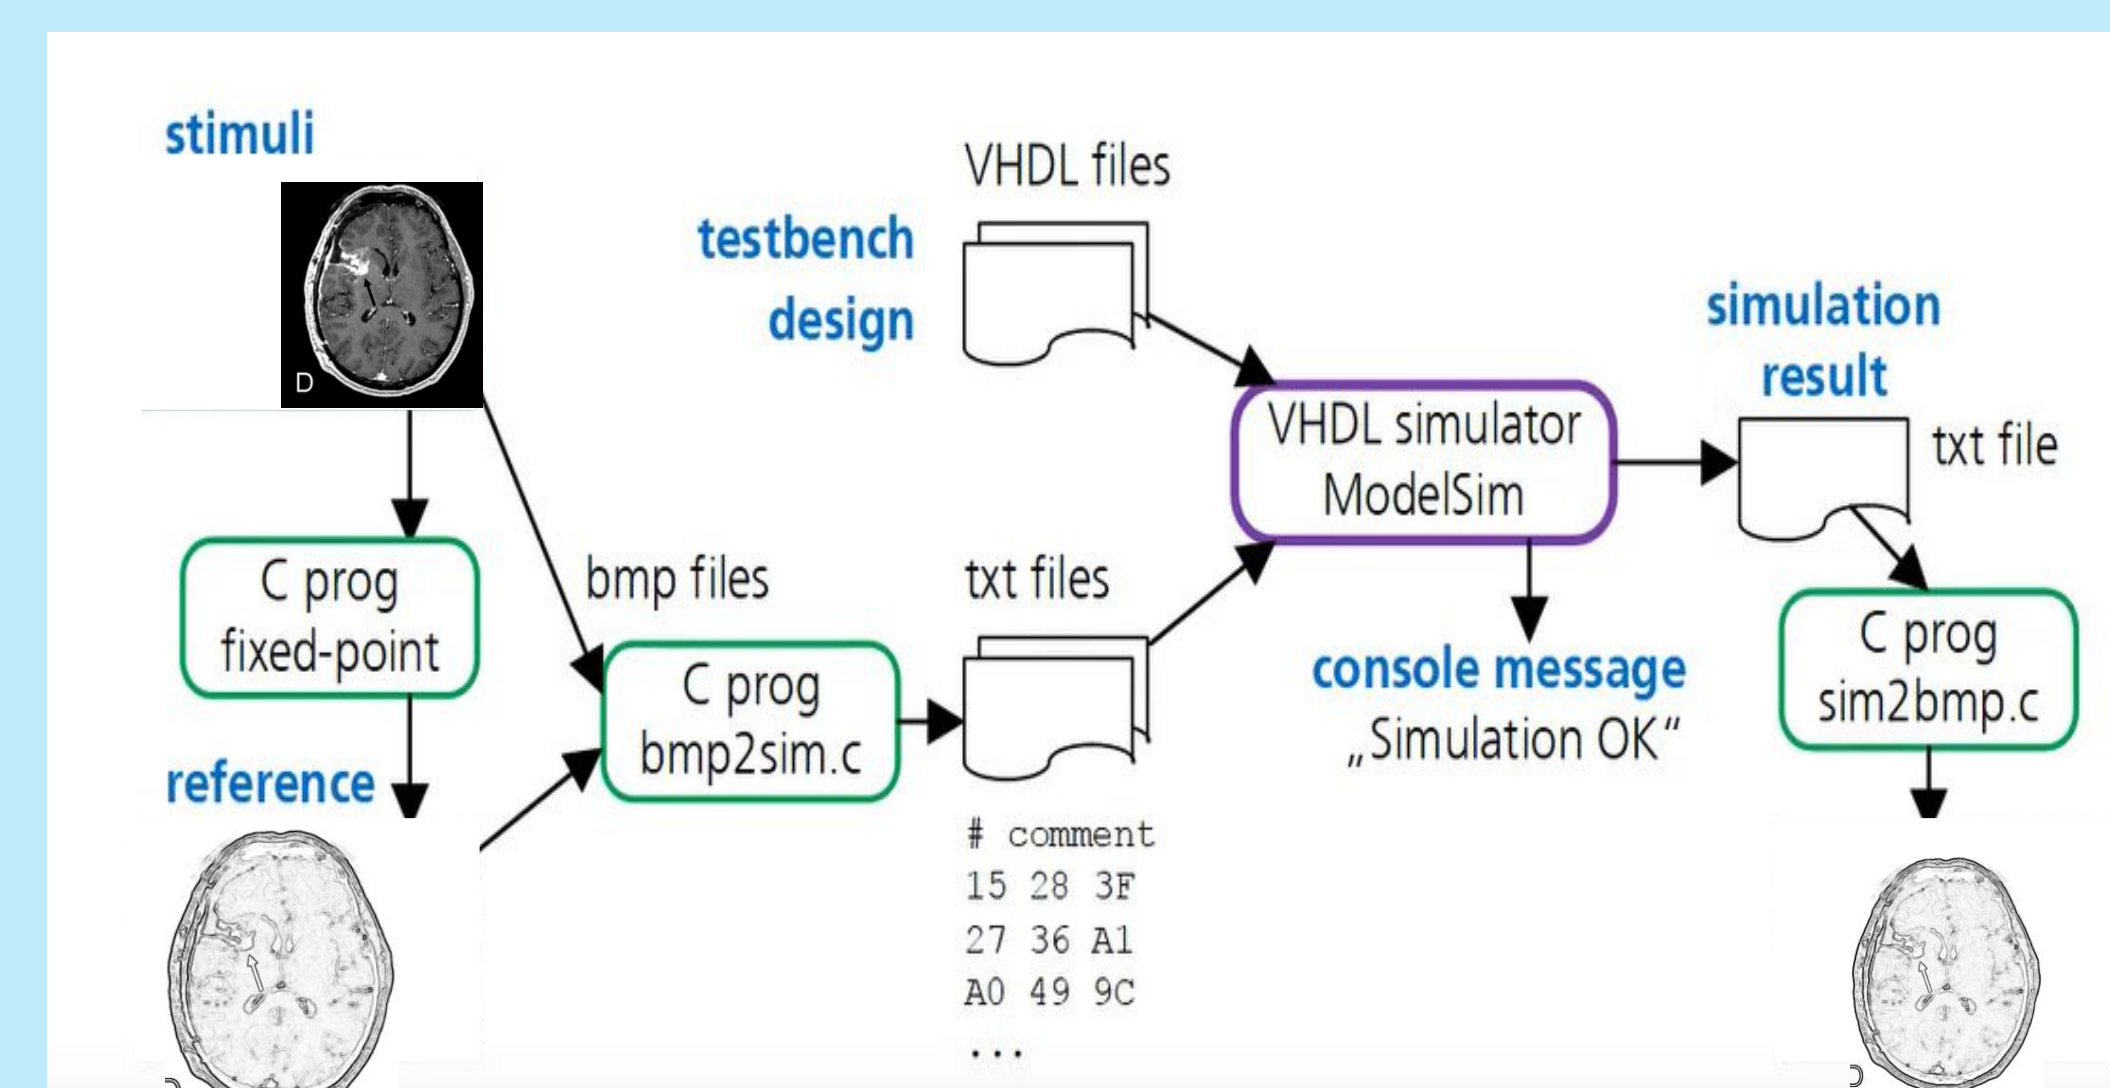 stimuli
D
C prog
fixed-point
reference
bmp files
C prog
bmp2sim.c
VHDL files
testbench
design
txt files
# comment
15 28 3F
27 36 A1
A0 49 9C
...
VHDL simulator
ModelSim
console message
„Simulation OK“
simulation
result
txt file
C prog
sim2bmp.c
D